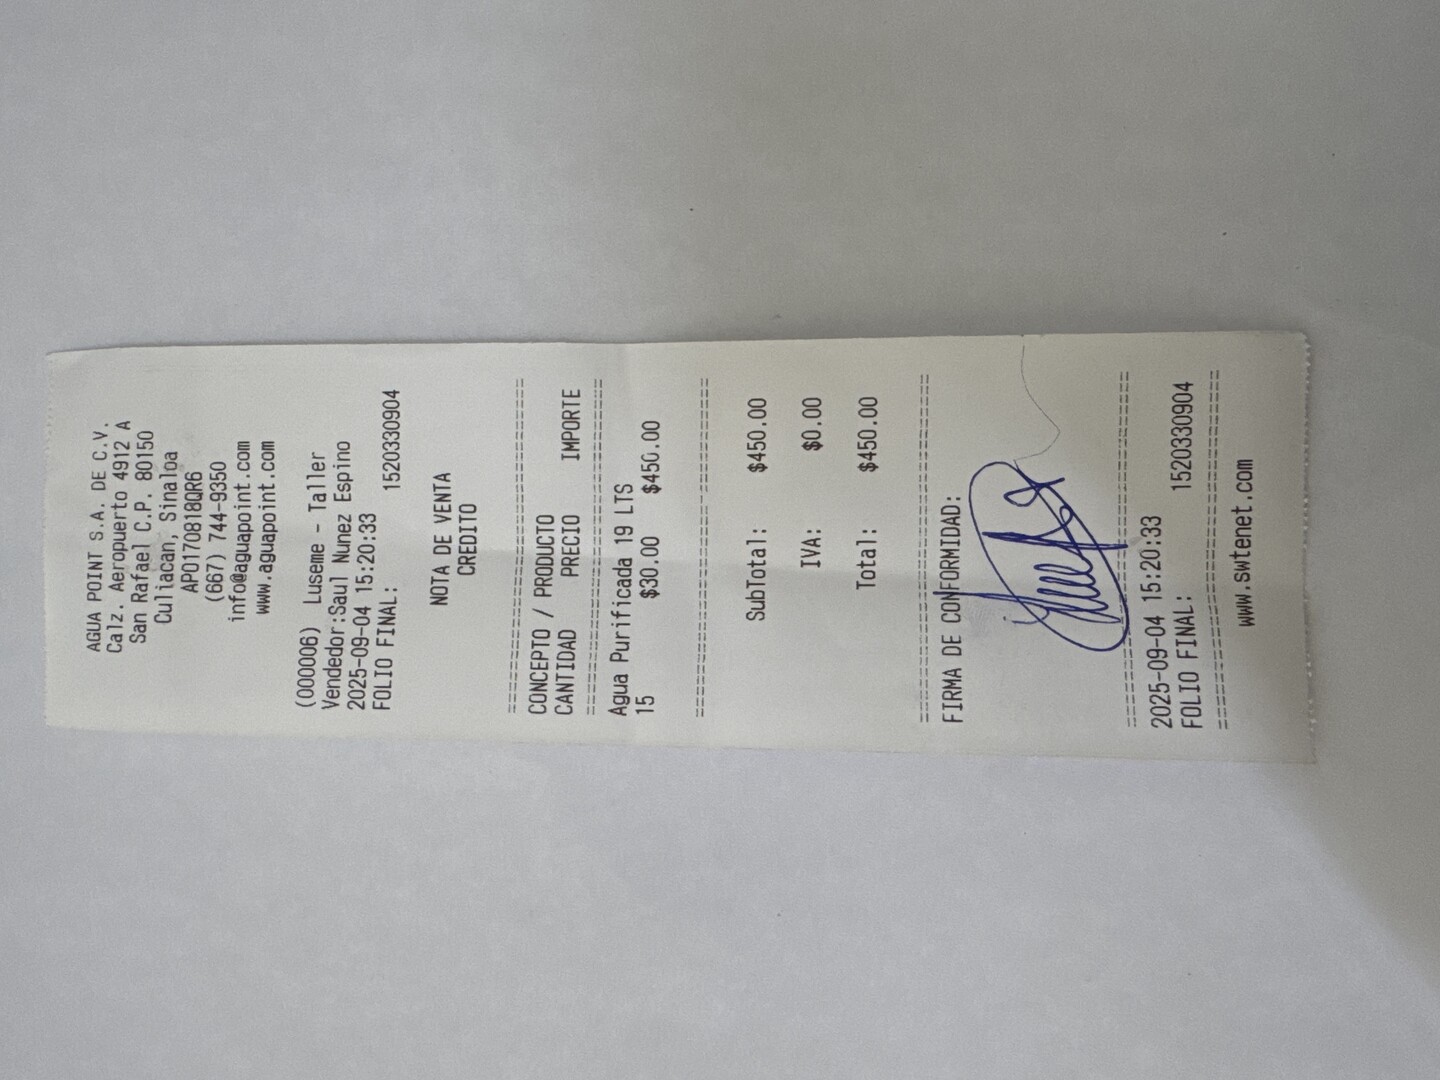 AGUA POINT S.A. DE C.V.
Calz. Aeropuerto 4912 A
San Rafael C.P. 80150
Culiacan, Sinaloa
APO170818QR6
(667) 744-9350
info@aguapoint.com
www.aguapoint.com
(000006) Luseme - Taller
Vendedor:Saul Nunez Espino
2025-09-04 15:20:33
FOLIO FINAL: 1520330904
NOTA DE VENTA
CREDITO
==============================
CONCEPTO / PRODUCTO
CANTIDAD PRECIO IMPORTE
==============================
Agua Purificada 19 LTS
15 $30.00 $450.00
==============================
SubTotal: $450.00
IVA: $0.00
Total: $450.00
==============================
FIRMA DE CONFORMIDAD:
==============================
2025-09-04 15:20:33
FOLIO FINAL: 1520330904
==============================
www.swtenet.com